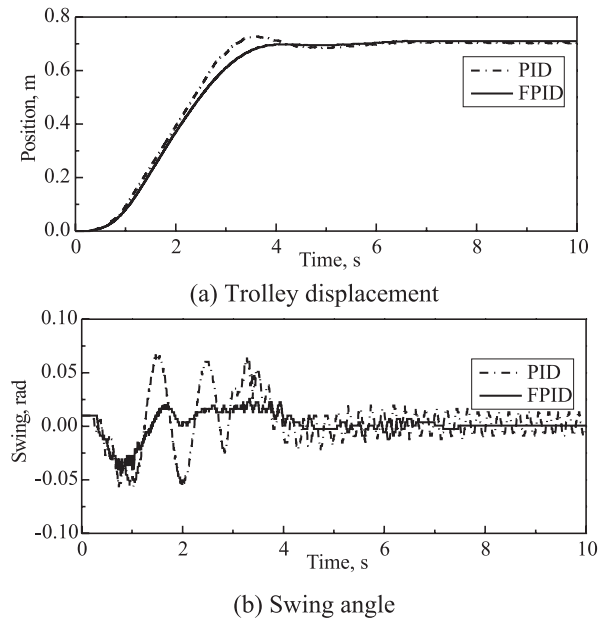 0.8
0.6
0.4
0.2
0.0
Position, m
PID
FPID
0 2 4 6 8 10
Time, s
(a) Trolley displacement
0.10
0.05
0.00
-0.05
-0.10
Swing, rad
PID
FPID
0 2 4 6 8 10
Time, s
(b) Swing angle